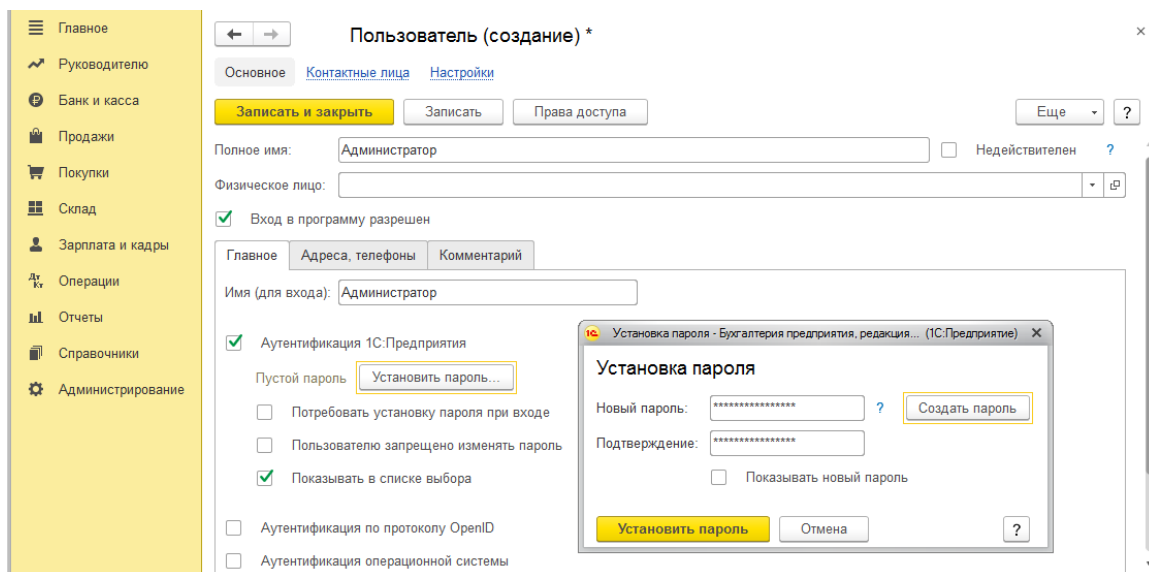 Главное
Руководителю
Банк и касса
Продажи
Покупки
Склад
Зарплата и кадры
Дт Кт Операции
Отчеты
Справочники
Администрирование
Пользователь (создание) *
Основное Контактные лица Настройки
Записать и закрыть Записать Права доступа Еще ?
Полное имя: Администратор Недействителен ?
Физическое лицо:
Вход в программу разрешен
Главное Адреса, телефоны Комментарий
Имя (для входа): Администратор
Аутентификация 1С:Предприятия
Пустой пароль Установить пароль...
Потребовать установку пароля при входе
Пользователю запрещено изменять пароль
Показывать в списке выбора
Аутентификация по протоколу OpenID
Аутентификация операционной системы
1С Установка пароля - Бухгалтерия предприятия, редакция... (1С:Предприятие)
Установка пароля
Новый пароль: **************** ? Создать пароль
Подтверждение: ****************
Показывать новый пароль
Установить пароль Отмена ?